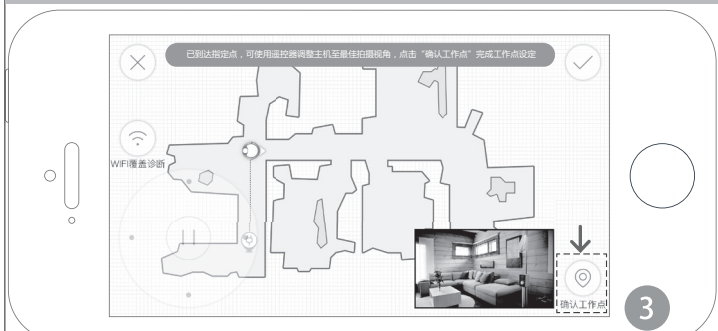 已到达指定点，可使用遥控器调整主机至最佳拍摄视角，点击“确认工作点”完成工作点设定
WIFI覆盖诊断
确认工作点
3